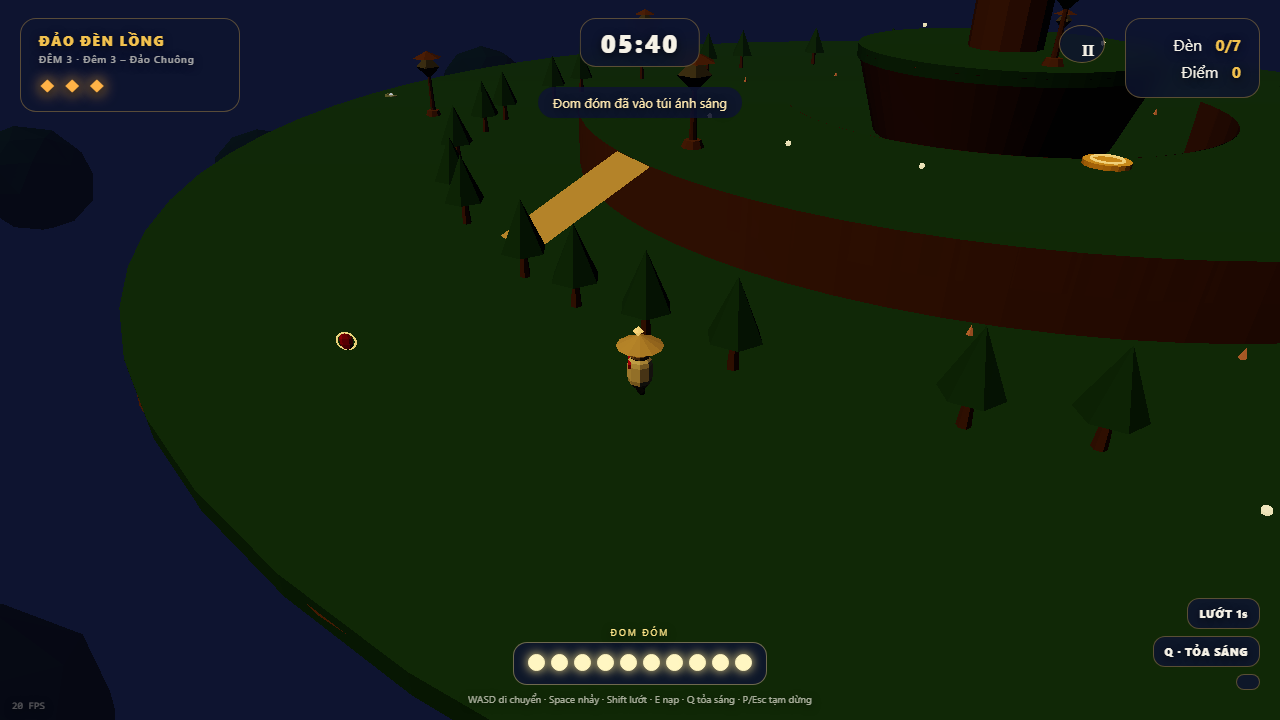 ĐẢO ĐÈN LỒNG
ĐÊM 3 · Đêm 3 – Đảo Chuông
05:40
II
Đèn 0/7
Điểm 0
Đom đóm đã vào túi ánh sáng
LƯỚT 1s
Q · TỎA SÁNG
ĐOM ĐÓM
WASD di chuyển · Space nhảy · Shift lướt · E nạp · Q tỏa sáng · P/Esc tạm dừng
20 FPS